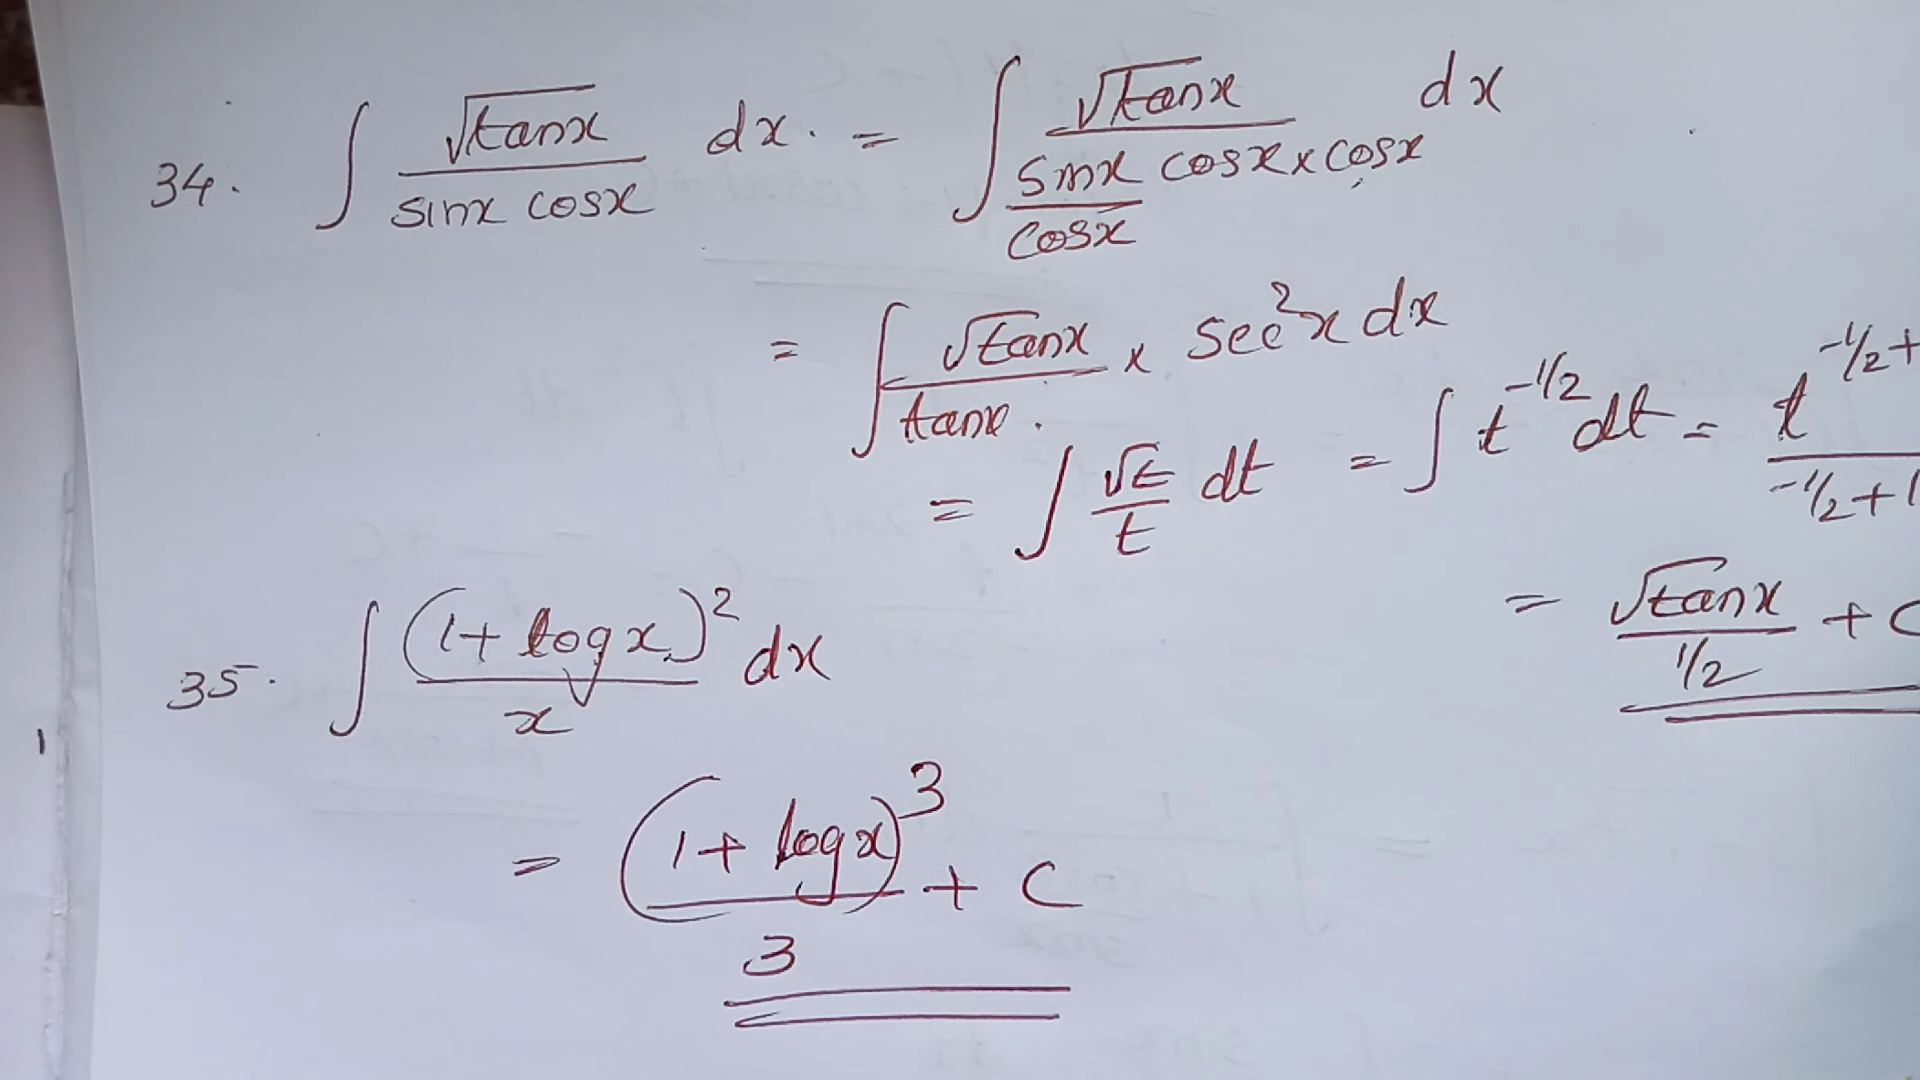 34. ∫ √tanx / sinx cosx dx. = ∫ √tanx / (sinx/cosx) cosx x cosx dx
= ∫ √tanx / tanx . x sec²x dx
= ∫ √t / t dt = ∫ t^(-1/2) dt = t^(-1/2+ / -1/2+1
= √tanx / 1/2 + C
35. ∫ (1+ logx)² / x dx
= (1+ logx)³ / 3 + C